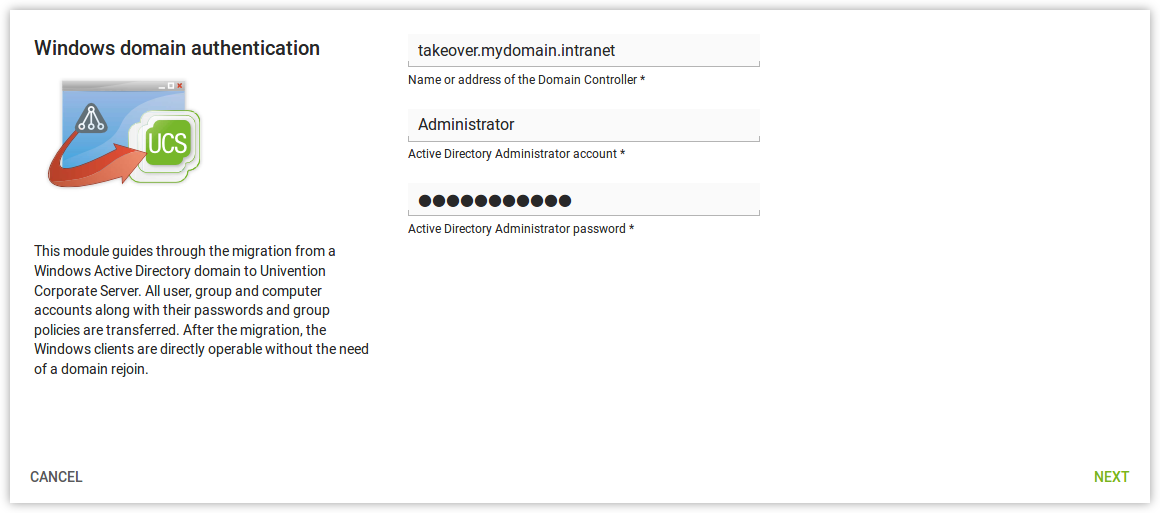 Windows domain authentication
UCS
This module guides through the migration from a
Windows Active Directory domain to Univention
Corporate Server. All user, group and computer
accounts along with their passwords and group
policies are transferred. After the migration, the
Windows clients are directly operable without the need
of a domain rejoin.
takeover.mydomain.intranet
Name or address of the Domain Controller *
Administrator
Active Directory Administrator account *
●●●●●●●●●●●
Active Directory Administrator password *
CANCEL
NEXT